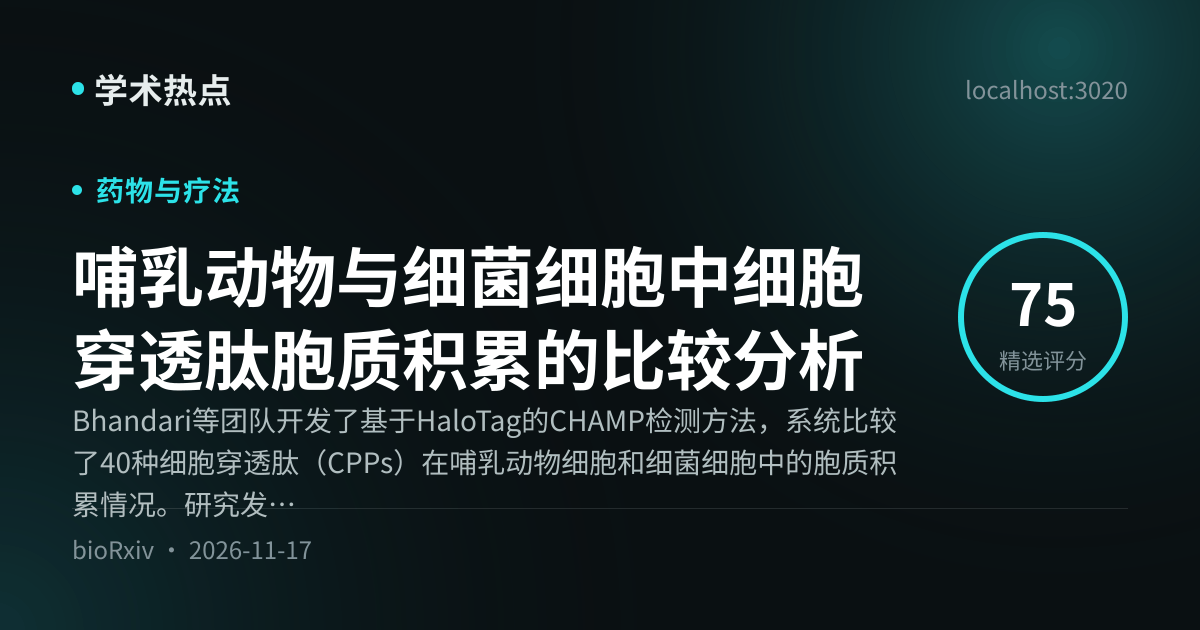 学术热点
localhost:3020
药物与疗法
哺乳动物与细菌细胞中细胞
穿透肽胞质积累的比较分析
75
精选评分
Bhandari等团队开发了基于HaloTag的CHAMP检测方法，系统比较
了40种细胞穿透肽（CPPs）在哺乳动物细胞和细菌细胞中的胞质积
累情况。研究发…
bioRxiv · 2026-11-17